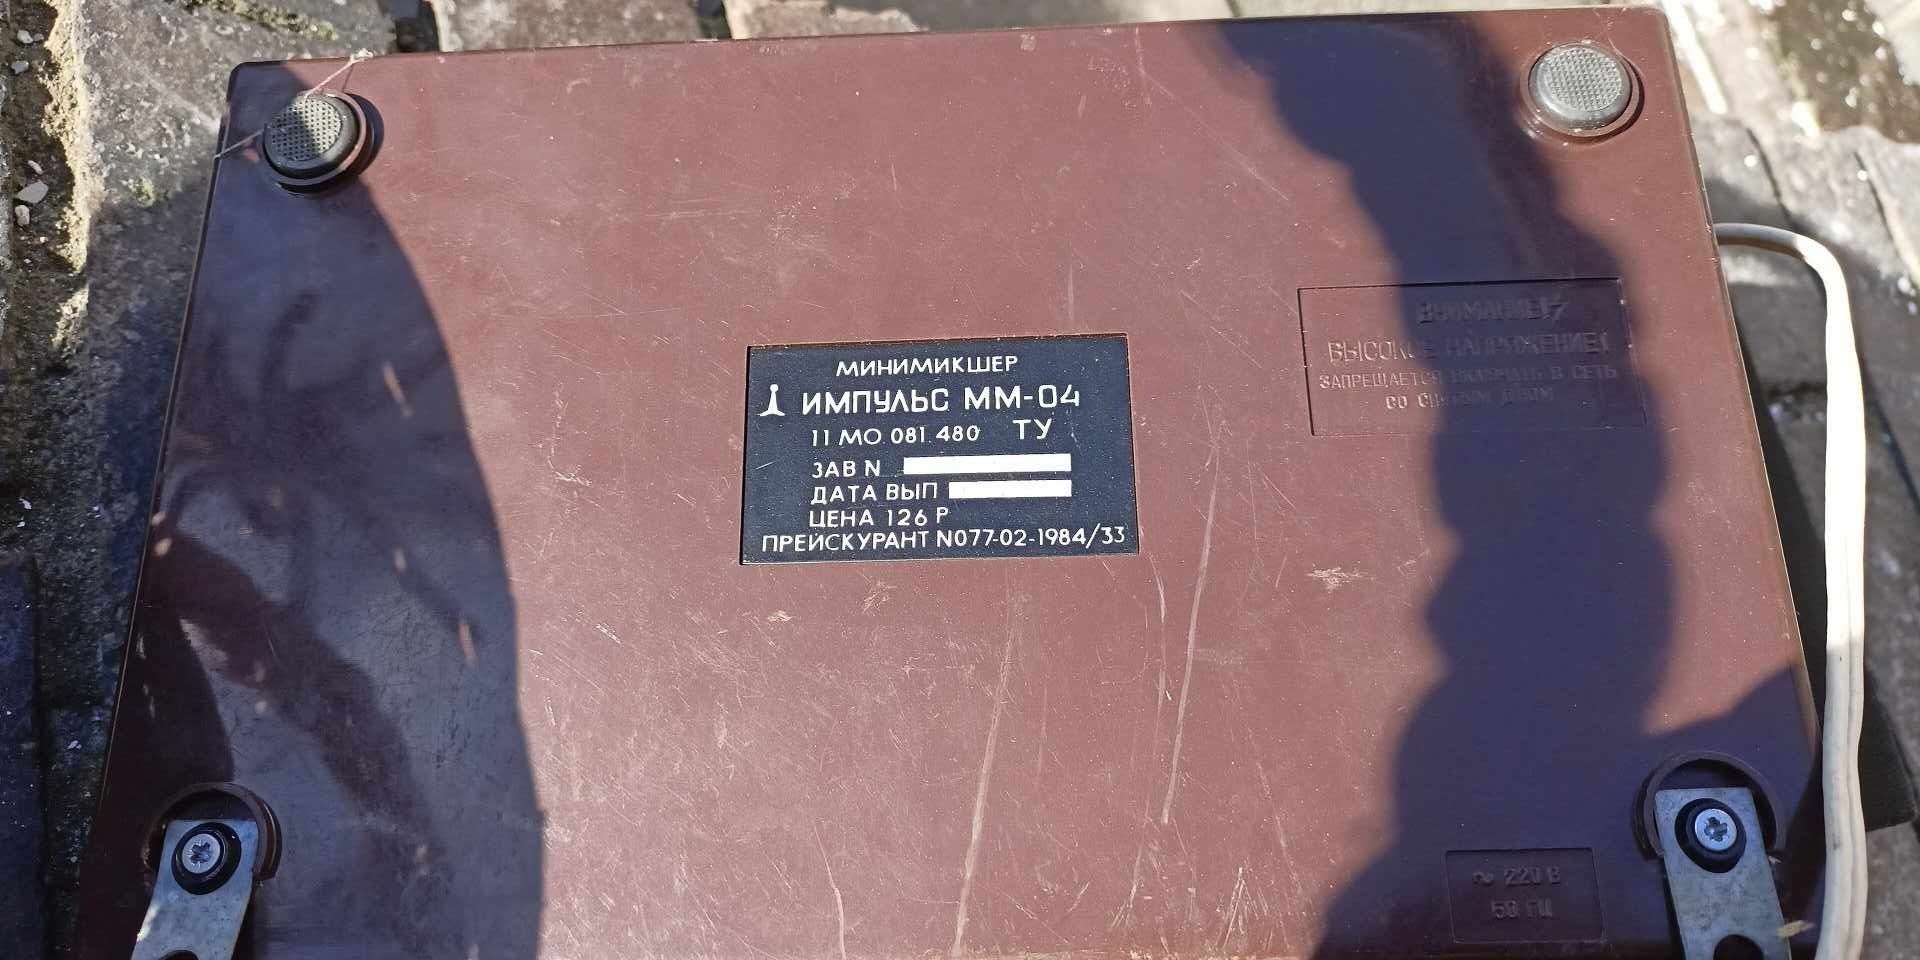 МИНИМИКШЕР
ИМПУЛЬС ММ-04
11 МО. 081. 480 ТУ
ЗАВ N
ДАТА ВЫП
ЦЕНА 126 Р
ПРЕЙСКУРАНТ N077-02-1984/33
ВНИМАНИЕ!
ВЫСОКОЕ НАПРЯЖЕНИЕ!
ЗАПРЕЩАЕТСЯ ВКЛЮЧАТЬ В СЕТЬ
СО СНЯТЫМ ДНОМ
~ 220 В
50 ГЦ